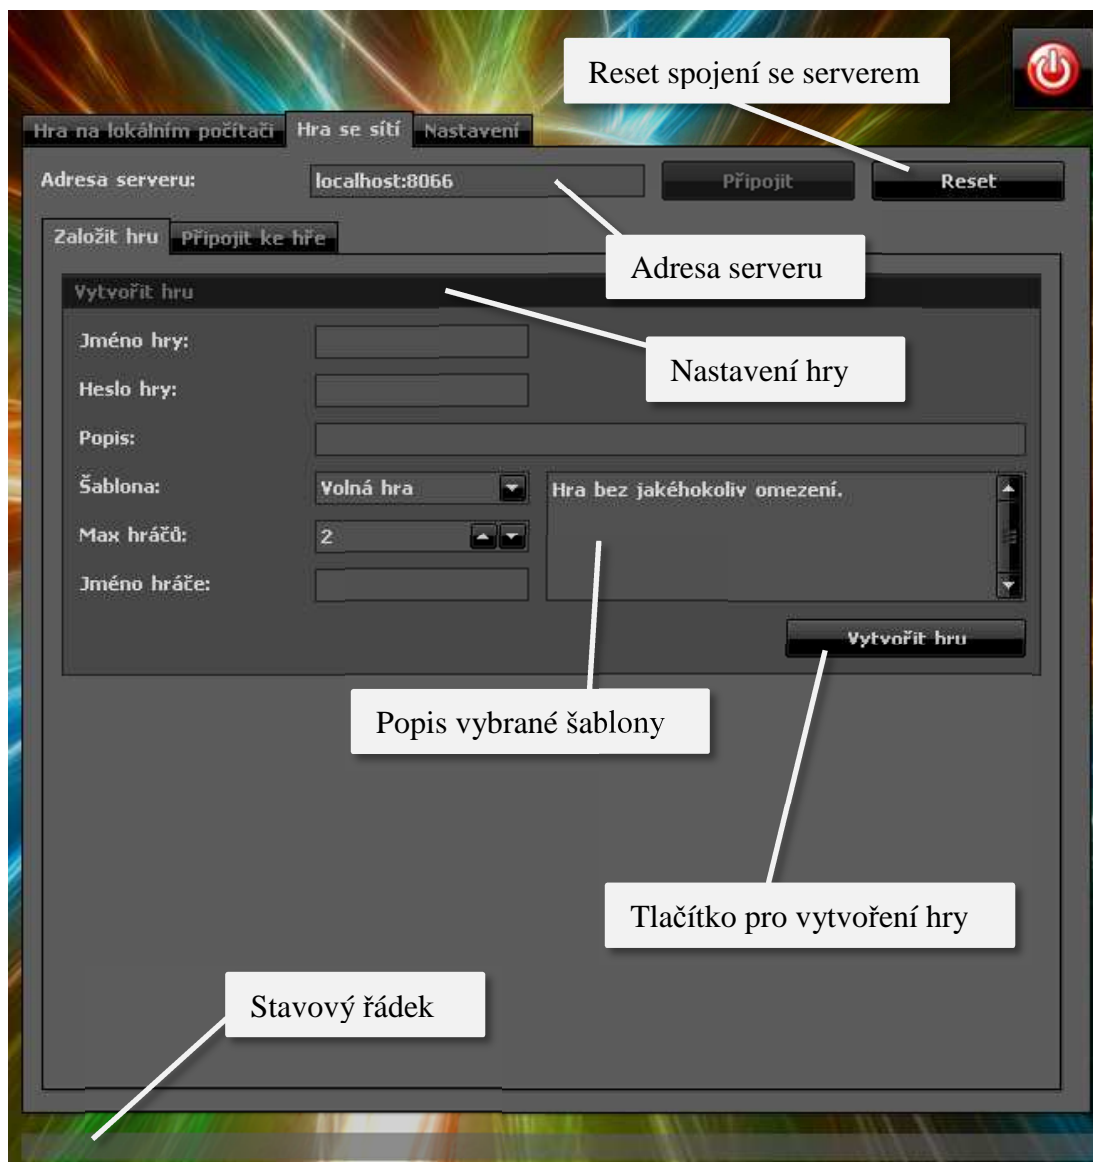 Reset spojení se serverem
Hra na lokálním počítači Hra se sítí Nastavení
Adresa serveru: localhost:8066 Připojit Reset
Založit hru Připojit ke hře
Adresa serveru
Vytvořit hru
Jméno hry:
Nastavení hry
Heslo hry:
Popis:
Šablona: Volná hra Hra bez jakéhokoliv omezení.
Max hráčů: 2
Jméno hráče:
Vytvořit hru
Popis vybrané šablony
Tlačítko pro vytvoření hry
Stavový řádek